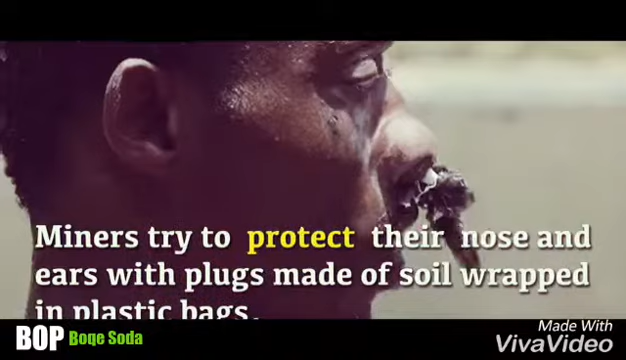 Miners try to protect their nose and
ears with plugs made of soil wrapped
in plastic bags.
BOP Boqe Soda
Made With
VivaVideo